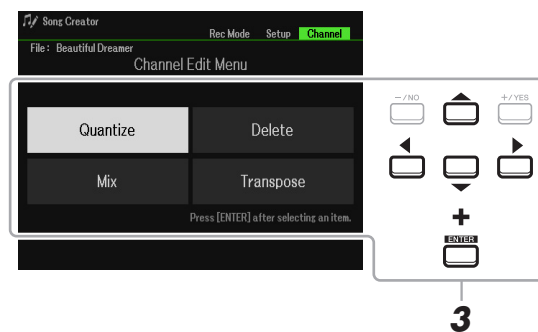 Song Creator
Rec Mode Setup Channel
File : Beautiful Dreamer
Channel Edit Menu
Quantize Delete
Mix Transpose
Press [ENTER] after selecting an item.
−/NO +/YES
+
ENTER
3